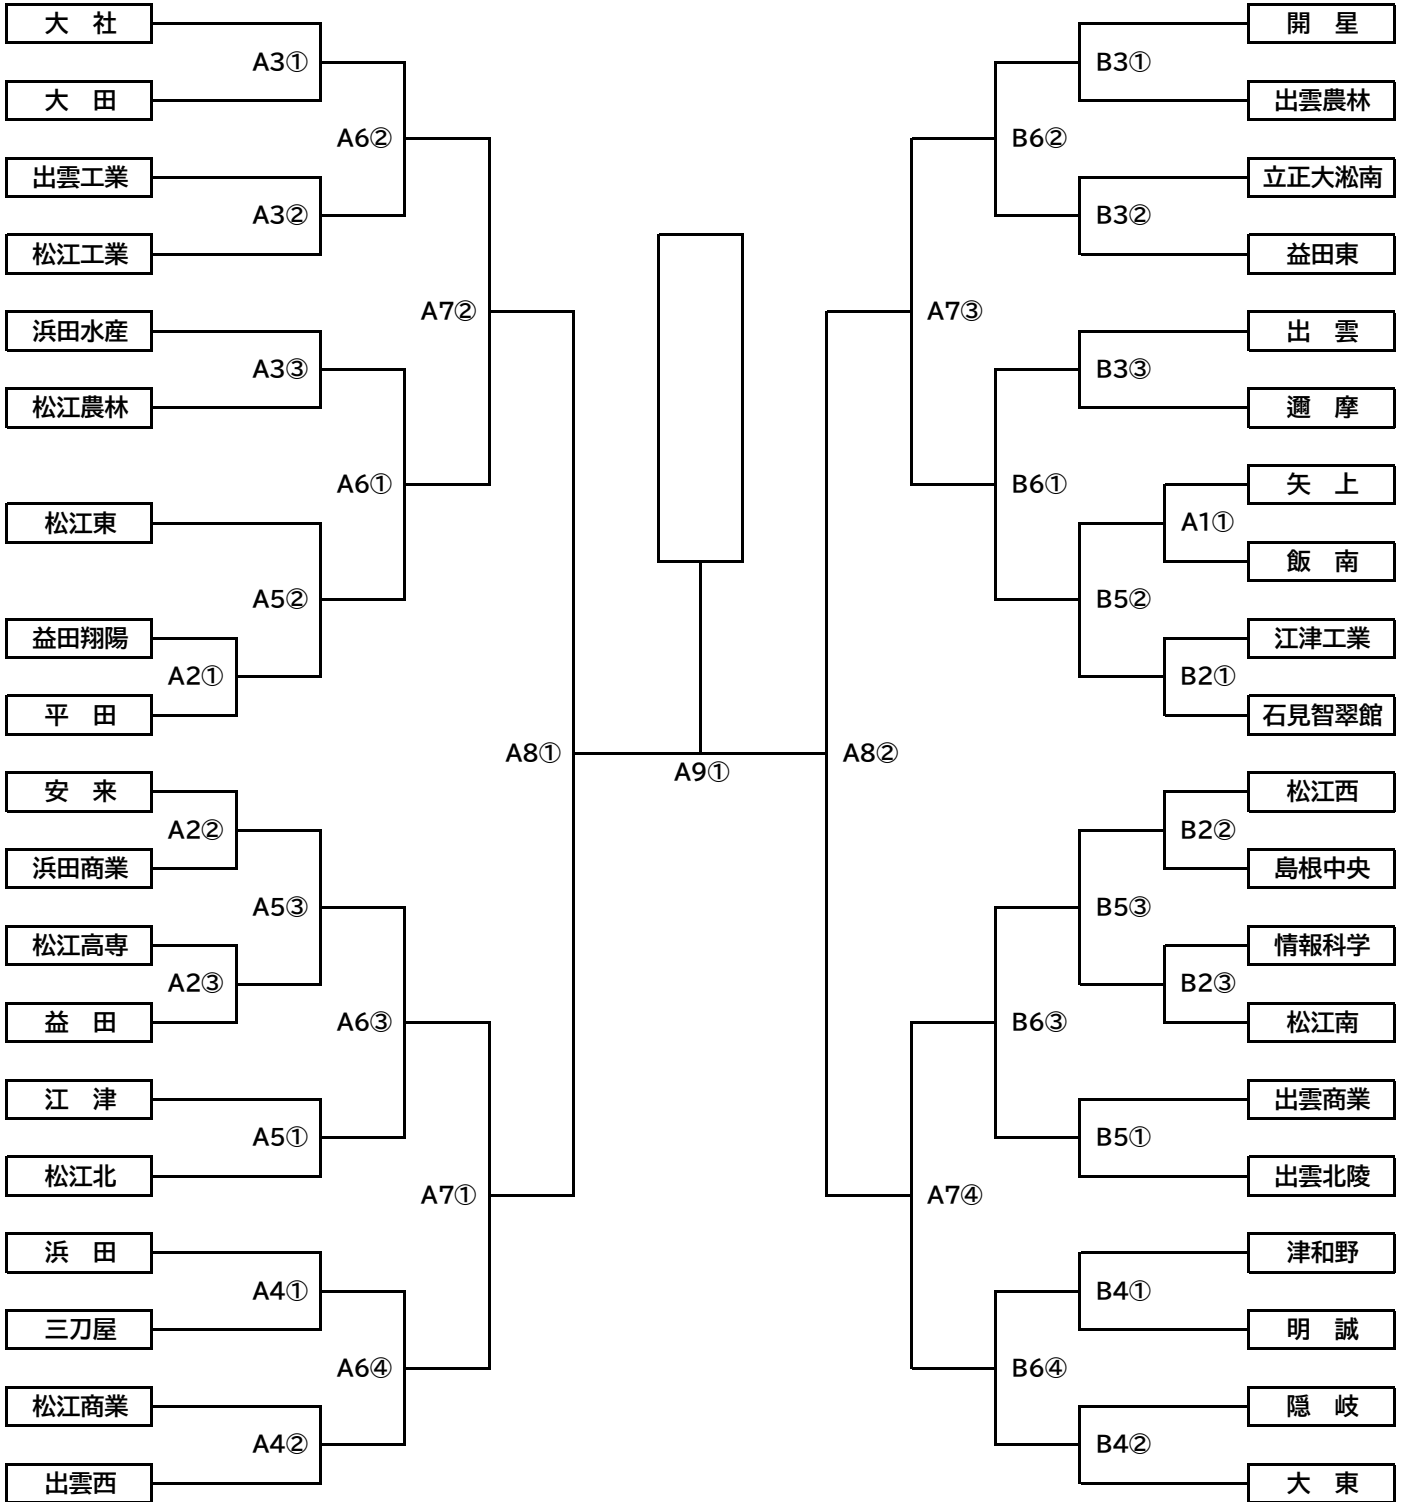 大　社
A3①
大　田
A6②
出雲工業
A3②
松江工業
A7②
浜田水産
A3③
松江農林
A6①
松江東
A5②
益田翔陽
A2①
平　田
A8①
安　来
A2②
浜田商業
A5③
松江高専
A2③
益　田
A6③
江　津
A5①
松江北
A7①
浜　田
A4①
三刀屋
A6④
松江商業
A4②
出雲西
A9①
開　星
B3①
出雲農林
B6②
立正大淞南
B3②
益田東
A7③
出　雲
B3③
邇　摩
B6①
矢　上
A1①
飯　南
B5②
江津工業
B2①
石見智翠館
A8②
松江西
B2②
島根中央
B5③
情報科学
B2③
松江南
B6③
出雲商業
B5①
出雲北陵
A7④
津和野
B4①
明　誠
B6④
隠　岐
B4②
大　東